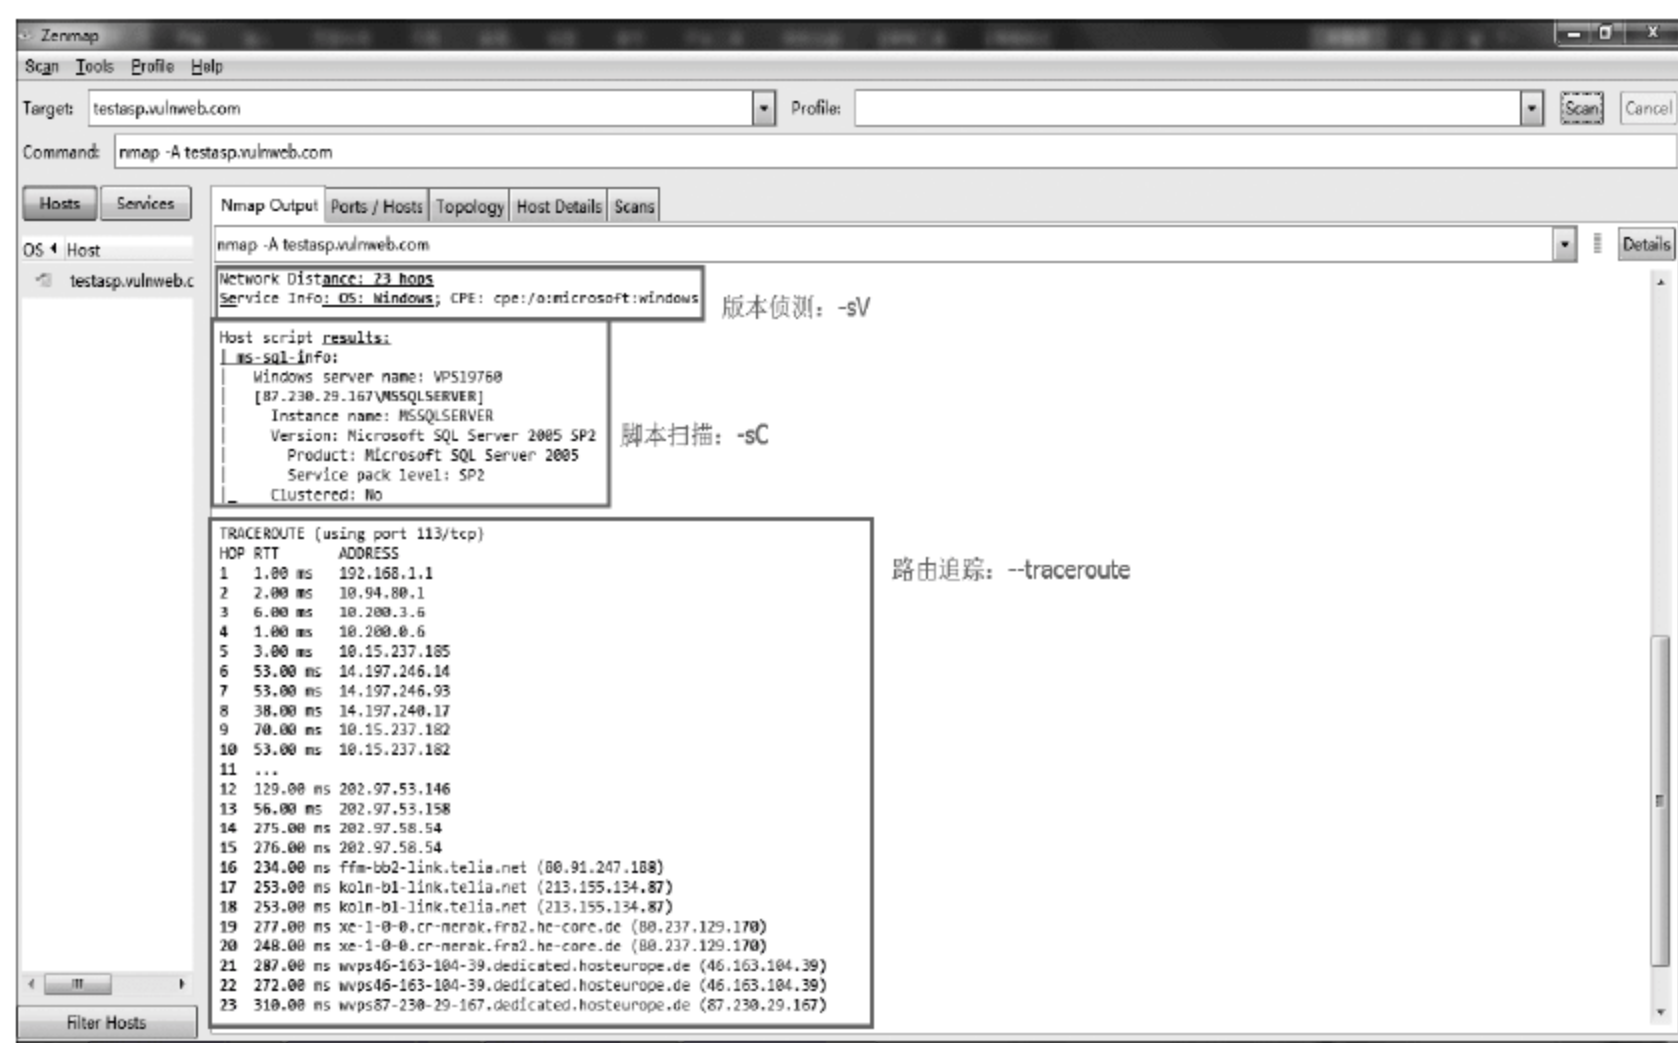 Zenmap
Scan Tools Profile Help
Target: testasp.vulnweb.com Profile: Scan Cancel
Command: nmap -A testasp.vulnweb.com
Hosts Services Nmap Output Ports / Hosts Topology Host Details Scans
OS Host nmap -A testasp.vulnweb.com Details
testasp.vulnweb.c
Network Distance: 23 hops
Service Info: OS: Windows; CPE: cpe:/o:microsoft:windows
版本侦测：-sV
Host script results:
| ms-sql-info:
| Windows server name: VPS19760
| [87.230.29.167\MSSQLSERVER]
| Instance name: MSSQLSERVER
| Version: Microsoft SQL Server 2005 SP2
| Product: Microsoft SQL Server 2005
| Service pack level: SP2
|_ Clustered: No
脚本扫描：-sC
TRACEROUTE (using port 113/tcp)
HOP RTT ADDRESS
1 1.00 ms 192.168.1.1
2 2.00 ms 10.94.80.1
3 6.00 ms 10.200.3.6
4 1.00 ms 10.200.0.6
5 3.00 ms 10.15.237.185
6 53.00 ms 14.197.246.14
7 53.00 ms 14.197.246.93
8 38.00 ms 14.197.240.17
9 70.00 ms 10.15.237.182
10 53.00 ms 10.15.237.182
11 ...
12 129.00 ms 202.97.53.146
13 56.00 ms 202.97.53.158
14 275.00 ms 202.97.58.54
15 276.00 ms 202.97.58.54
16 234.00 ms ffm-bb2-link.telia.net (80.91.247.188)
17 253.00 ms koln-b1-link.telia.net (213.155.134.87)
18 253.00 ms koln-b1-link.telia.net (213.155.134.87)
19 277.00 ms xe-1-0-0.cr-merak.fra2.he-core.de (80.237.129.170)
20 248.00 ms xe-1-0-0.cr-merak.fra2.he-core.de (80.237.129.170)
21 287.00 ms wvps46-163-104-39.dedicated.hosteurope.de (46.163.104.39)
22 272.00 ms wvps46-163-104-39.dedicated.hosteurope.de (46.163.104.39)
23 310.00 ms wvps87-230-29-167.dedicated.hosteurope.de (87.230.29.167)
路由追踪：--traceroute
Filter Hosts